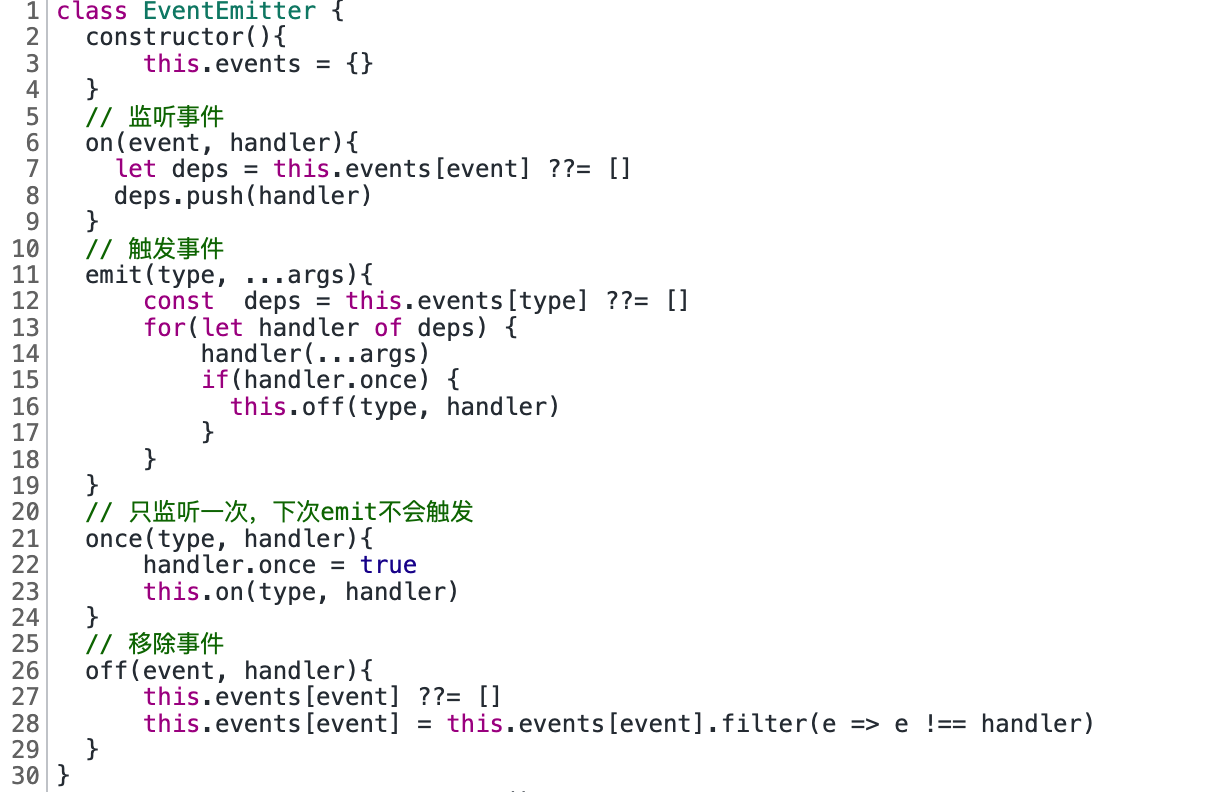 1 class EventEmitter {
2   constructor(){
3       this.events = {}
4   }
5   // 监听事件
6   on(event, handler){
7     let deps = this.events[event] ??= []
8     deps.push(handler)
9   }
10   // 触发事件
11   emit(type, ...args){
12       const  deps = this.events[type] ??= []
13       for(let handler of deps) {
14           handler(...args)
15           if(handler.once) {
16             this.off(type, handler)
17           }
18       }
19   }
20   // 只监听一次，下次emit不会触发
21   once(type, handler){
22       handler.once = true
23       this.on(type, handler)
24   }
25   // 移除事件
26   off(event, handler){
27       this.events[event] ??= []
28       this.events[event] = this.events[event].filter(e => e !== handler)
29   }
30 }